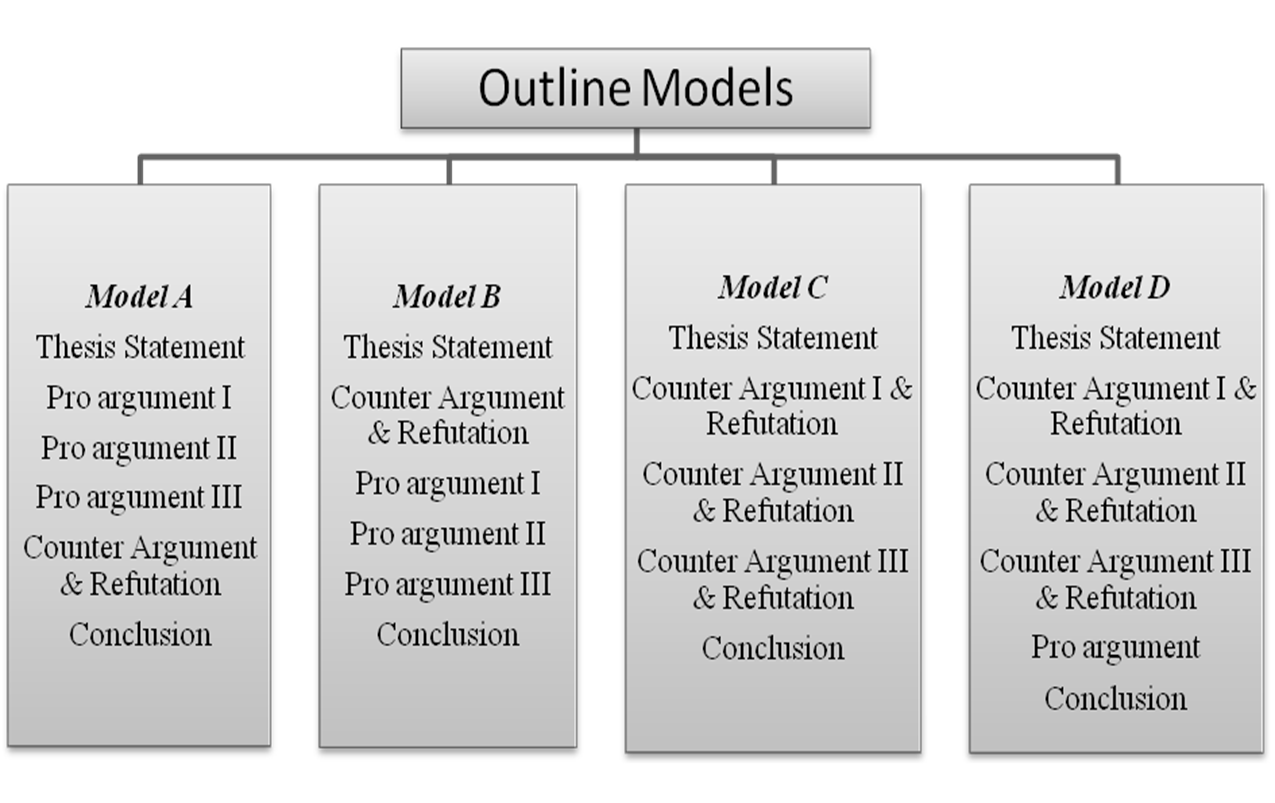 Outline Models
Model A
Thesis Statement
Pro argument I
Pro argument II
Pro argument III
Counter Argument
& Refutation
Conclusion
Model B
Thesis Statement
Counter Argument
& Refutation
Pro argument I
Pro argument II
Pro argument III
Conclusion
Model C
Thesis Statement
Counter Argument I &
Refutation
Counter Argument II
& Refutation
Counter Argument III
& Refutation
Conclusion
Model D
Thesis Statement
Counter Argument I &
Refutation
Counter Argument II
& Refutation
Counter Argument III
& Refutation
Pro argument
Conclusion